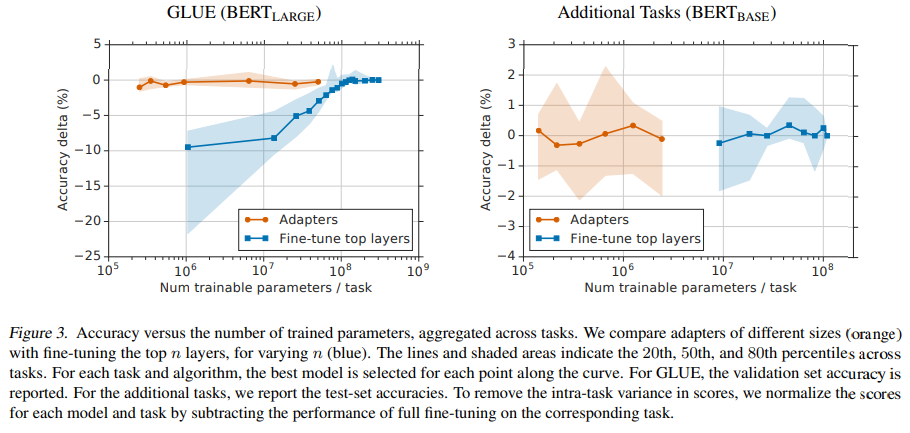 GLUE (BERTLARGE)
5
0
−5
−10
−15
−20
−25
Accuracy delta (%)
Adapters
Fine-tune top layers
10^5 10^6 10^7 10^8 10^9
Num trainable parameters / task
Additional Tasks (BERTBASE)
3
2
1
0
−1
−2
−3
−4
Accuracy delta (%)
Adapters
Fine-tune top layers
10^5 10^6 10^7 10^8
Num trainable parameters / task
Figure 3. Accuracy versus the number of trained parameters, aggregated across tasks. We compare adapters of different sizes (orange)
with fine-tuning the top n layers, for varying n (blue). The lines and shaded areas indicate the 20th, 50th, and 80th percentiles across
tasks. For each task and algorithm, the best model is selected for each point along the curve. For GLUE, the validation set accuracy is
reported. For the additional tasks, we report the test-set accuracies. To remove the intra-task variance in scores, we normalize the scores
for each model and task by subtracting the performance of full fine-tuning on the corresponding task.